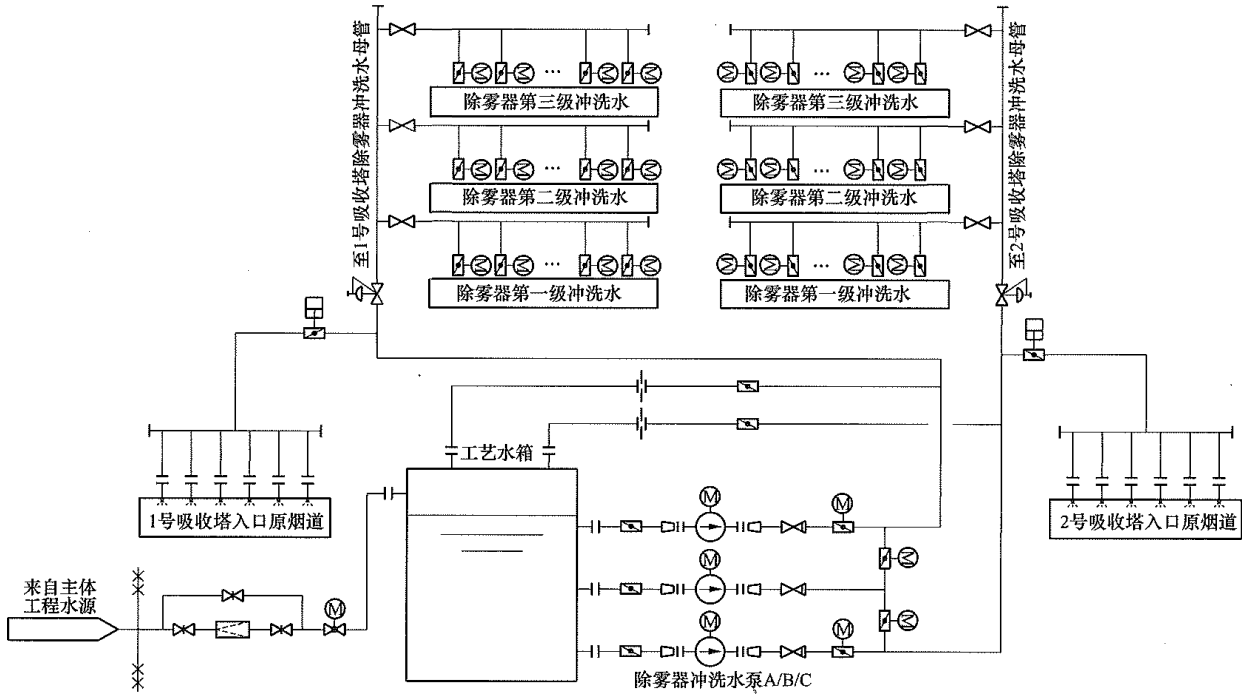 至1号吸收塔除雾器冲洗水母管
M M … M M
M M … M M
除雾器第三级冲洗水
除雾器第三级冲洗水
至2号吸收塔除雾器冲洗水母管
M M … M M
M M … M M
除雾器第二级冲洗水
除雾器第二级冲洗水
M M … M M
M M … M M
除雾器第一级冲洗水
除雾器第一级冲洗水
工艺水箱
1号吸收塔入口原烟道
M
M
2号吸收塔入口原烟道
M
M
来自主体
工程水源
M
M
M
M
除雾器冲洗水泵A/B/C